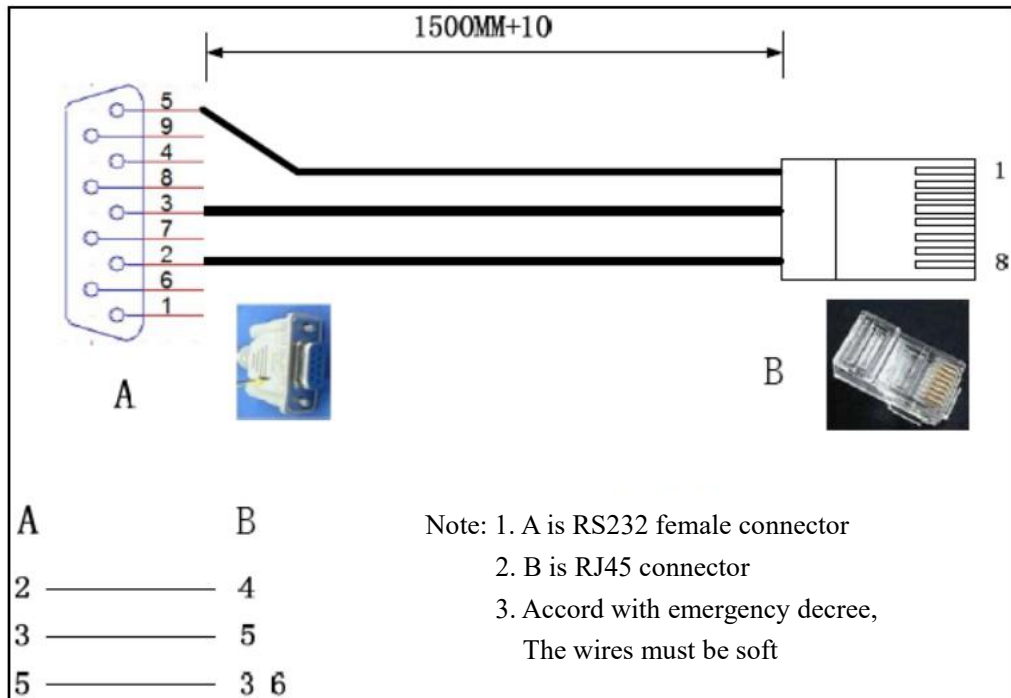 1500MM+10
5
9
4
8
3
7
2
6
1
1
8
A
B
A B
2 4
3 5
5 3 6
Note: 1. A is RS232 female connector
2. B is RJ45 connector
3. Accord with emergency decree,
The wires must be soft